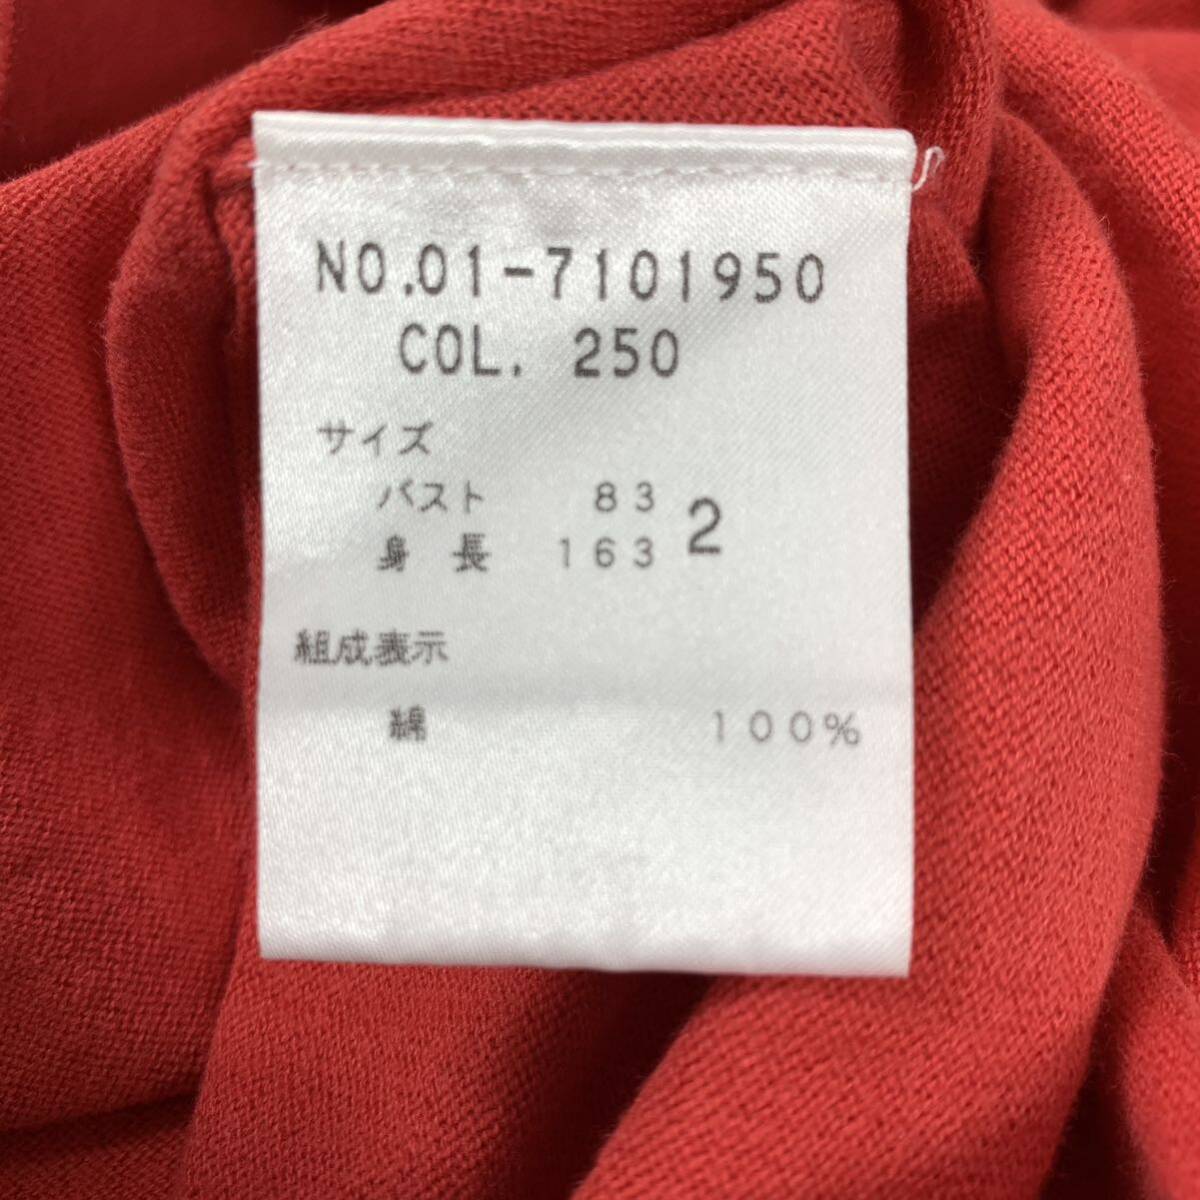 NO.01-7101950
COL. 250
サイズ
バスト 83
2
身 長 163
組成表示
綿 100%